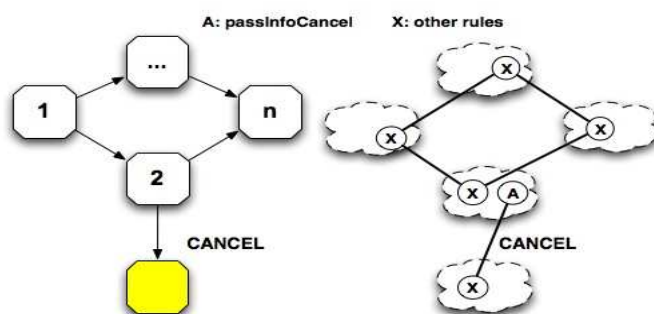 A: passInfoCancel X: other rules
...
1
n
2
CANCEL
X
X
X
X A
CANCEL
X